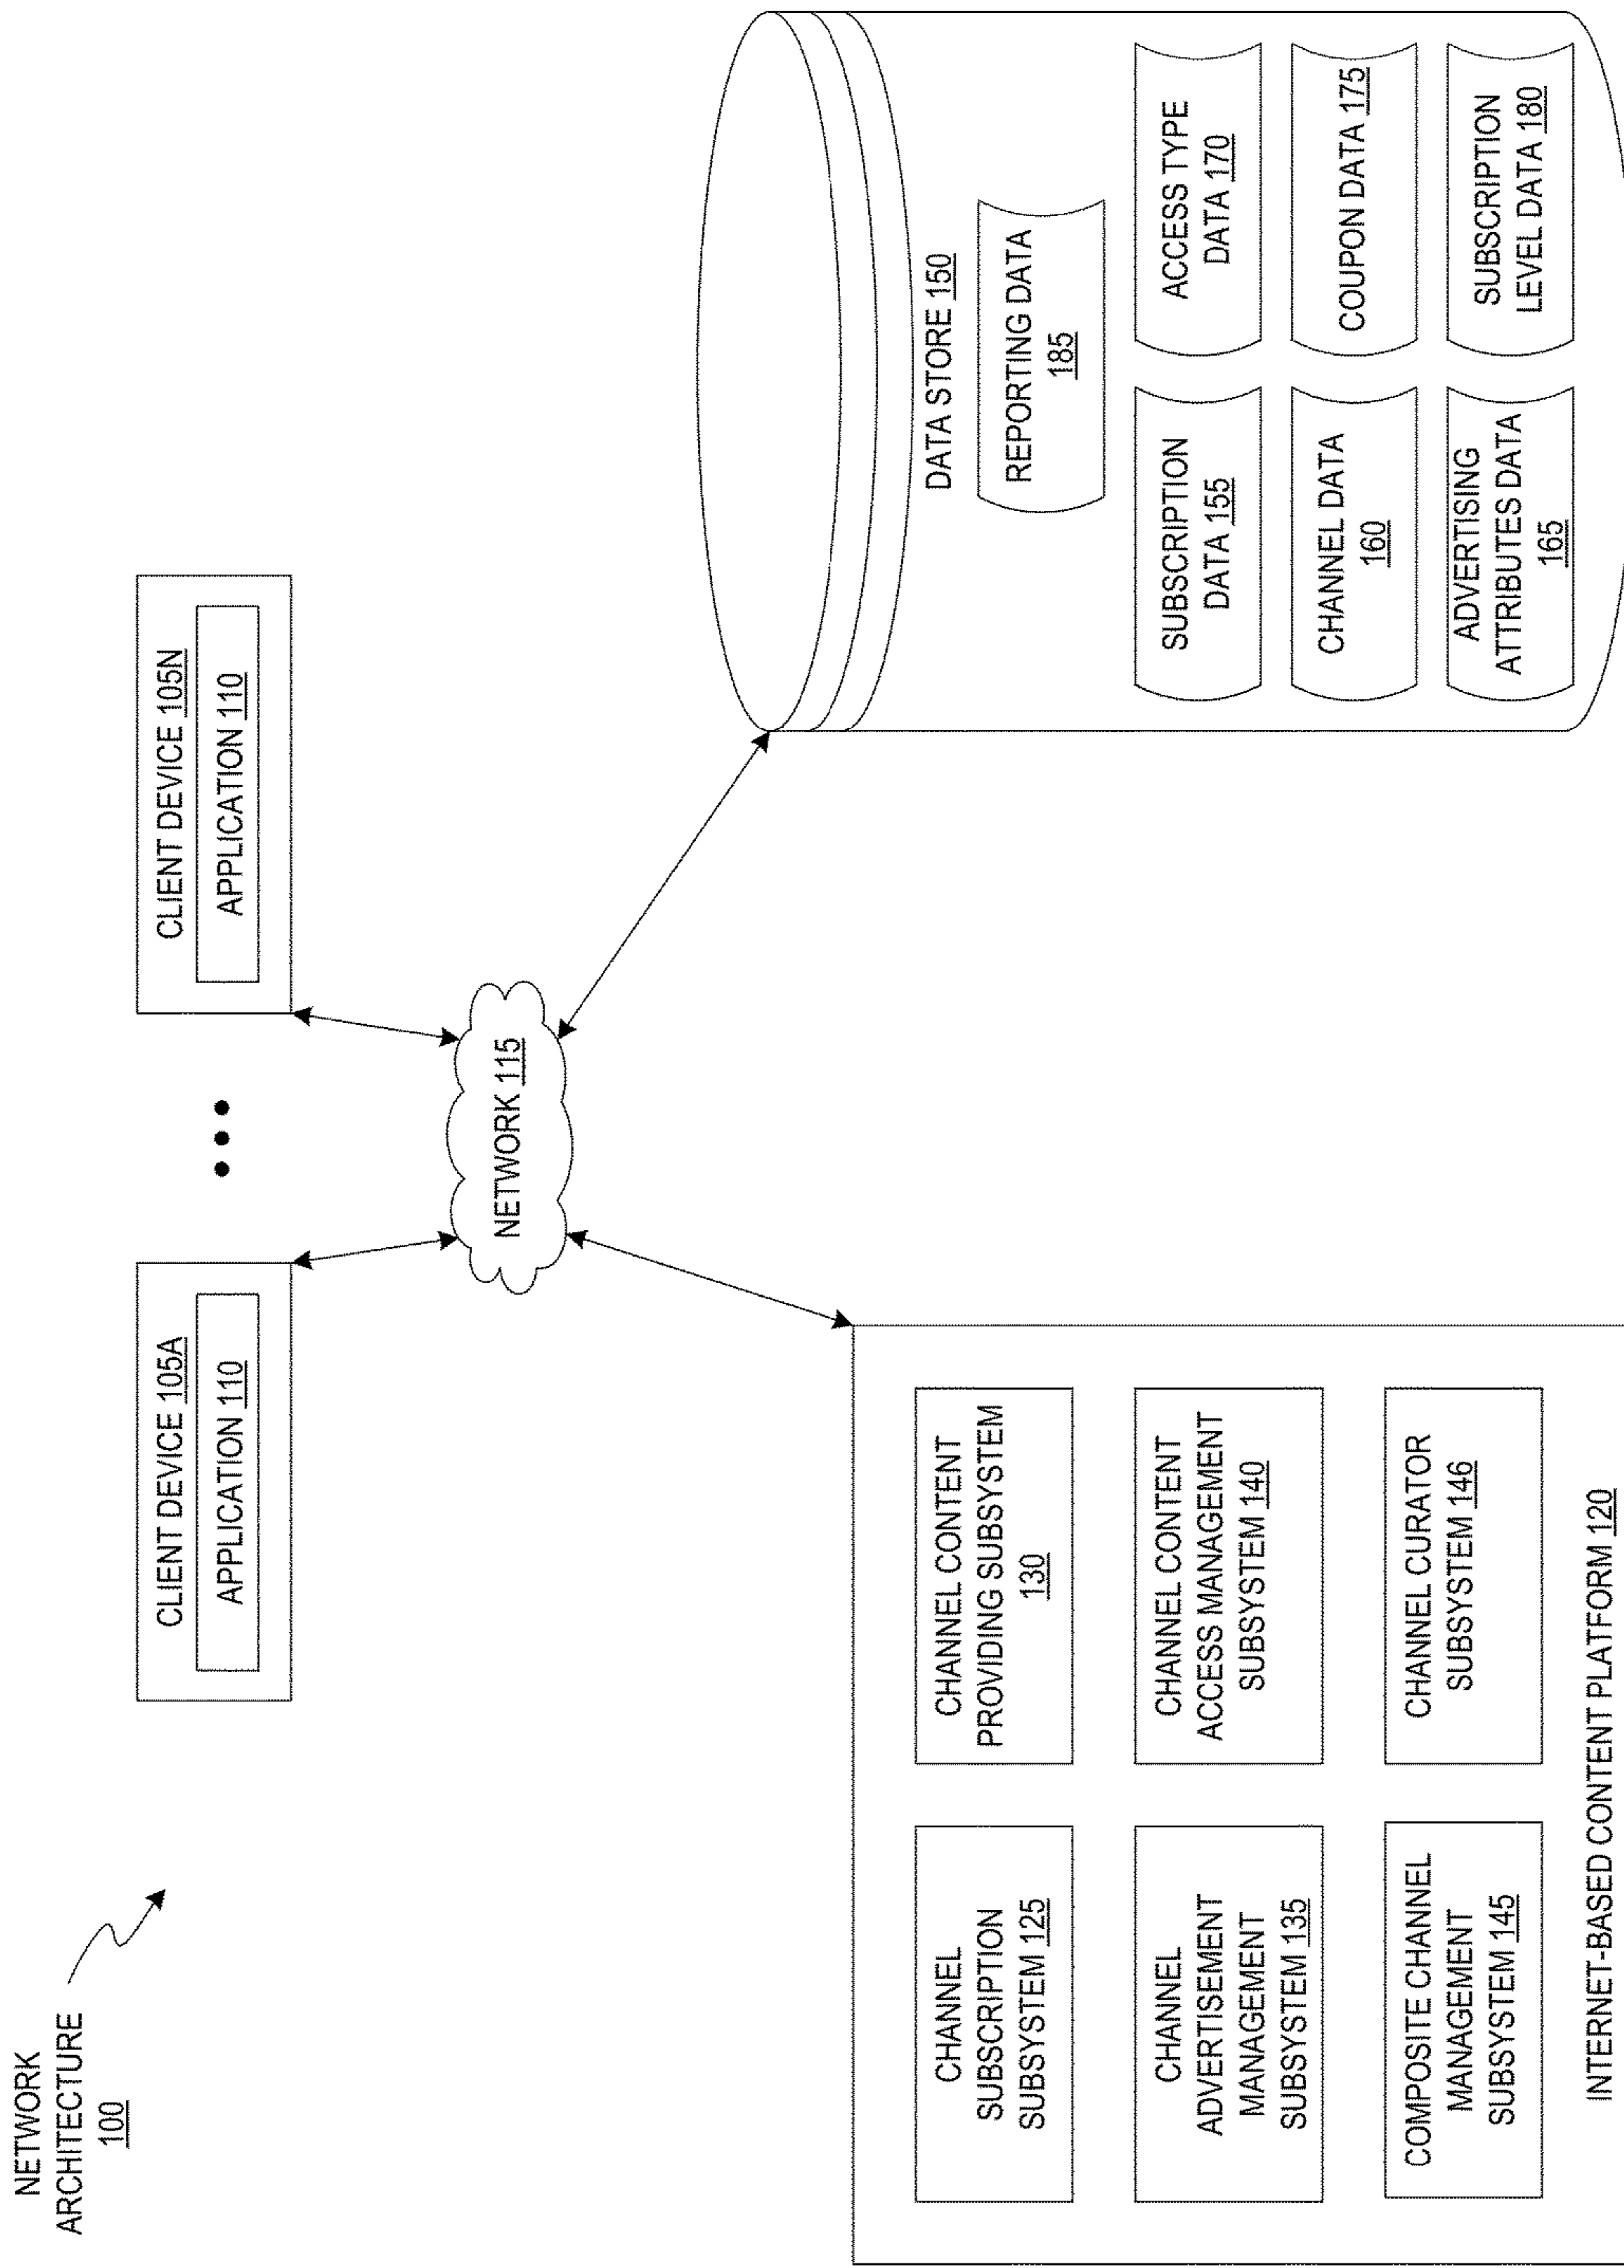 NETWORK
ARCHITECTURE
100
CLIENT DEVICE 105A
APPLICATION 110
CLIENT DEVICE 105N
APPLICATION 110
NETWORK 115
CHANNEL
SUBSCRIPTION
SUBSYSTEM 125
CHANNEL CONTENT
PROVIDING SUBSYSTEM
130
CHANNEL
ADVERTISEMENT
MANAGEMENT
SUBSYSTEM 135
CHANNEL CONTENT
ACCESS MANAGEMENT
SUBSYSTEM 140
COMPOSITE CHANNEL
MANAGEMENT
SUBSYSTEM 145
CHANNEL CURATOR
SUBSYSTEM 146
INTERNET-BASED CONTENT PLATFORM 120
DATA STORE 150
REPORTING DATA
185
SUBSCRIPTION
DATA 155
ACCESS TYPE
DATA 170
CHANNEL DATA
160
COUPON DATA 175
ADVERTISING
ATTRIBUTES DATA
165
SUBSCRIPTION
LEVEL DATA 180